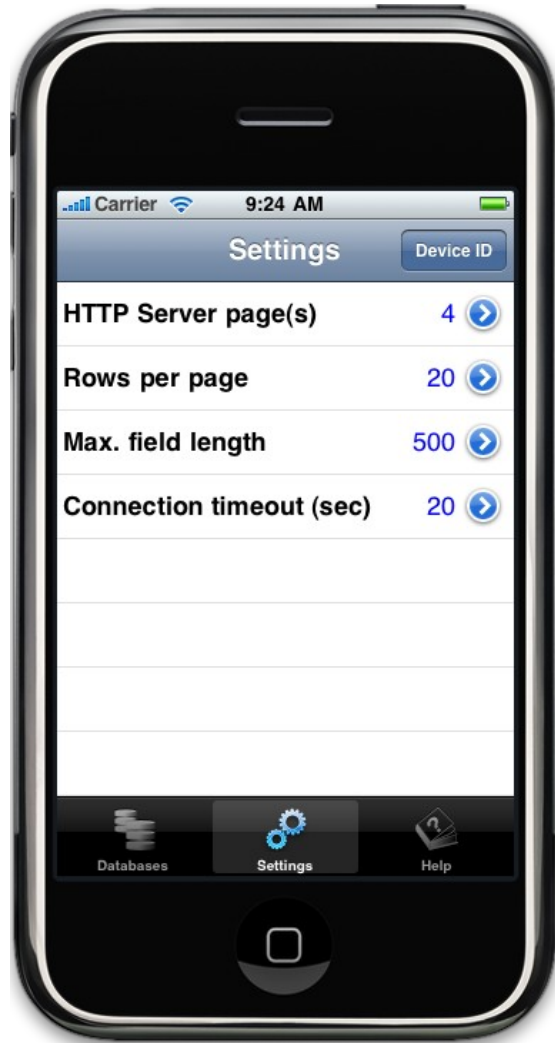 Carrier 9:24 AM
Settings Device ID
HTTP Server page(s) 4
Rows per page 20
Max. field length 500
Connection timeout (sec) 20
Databases Settings Help